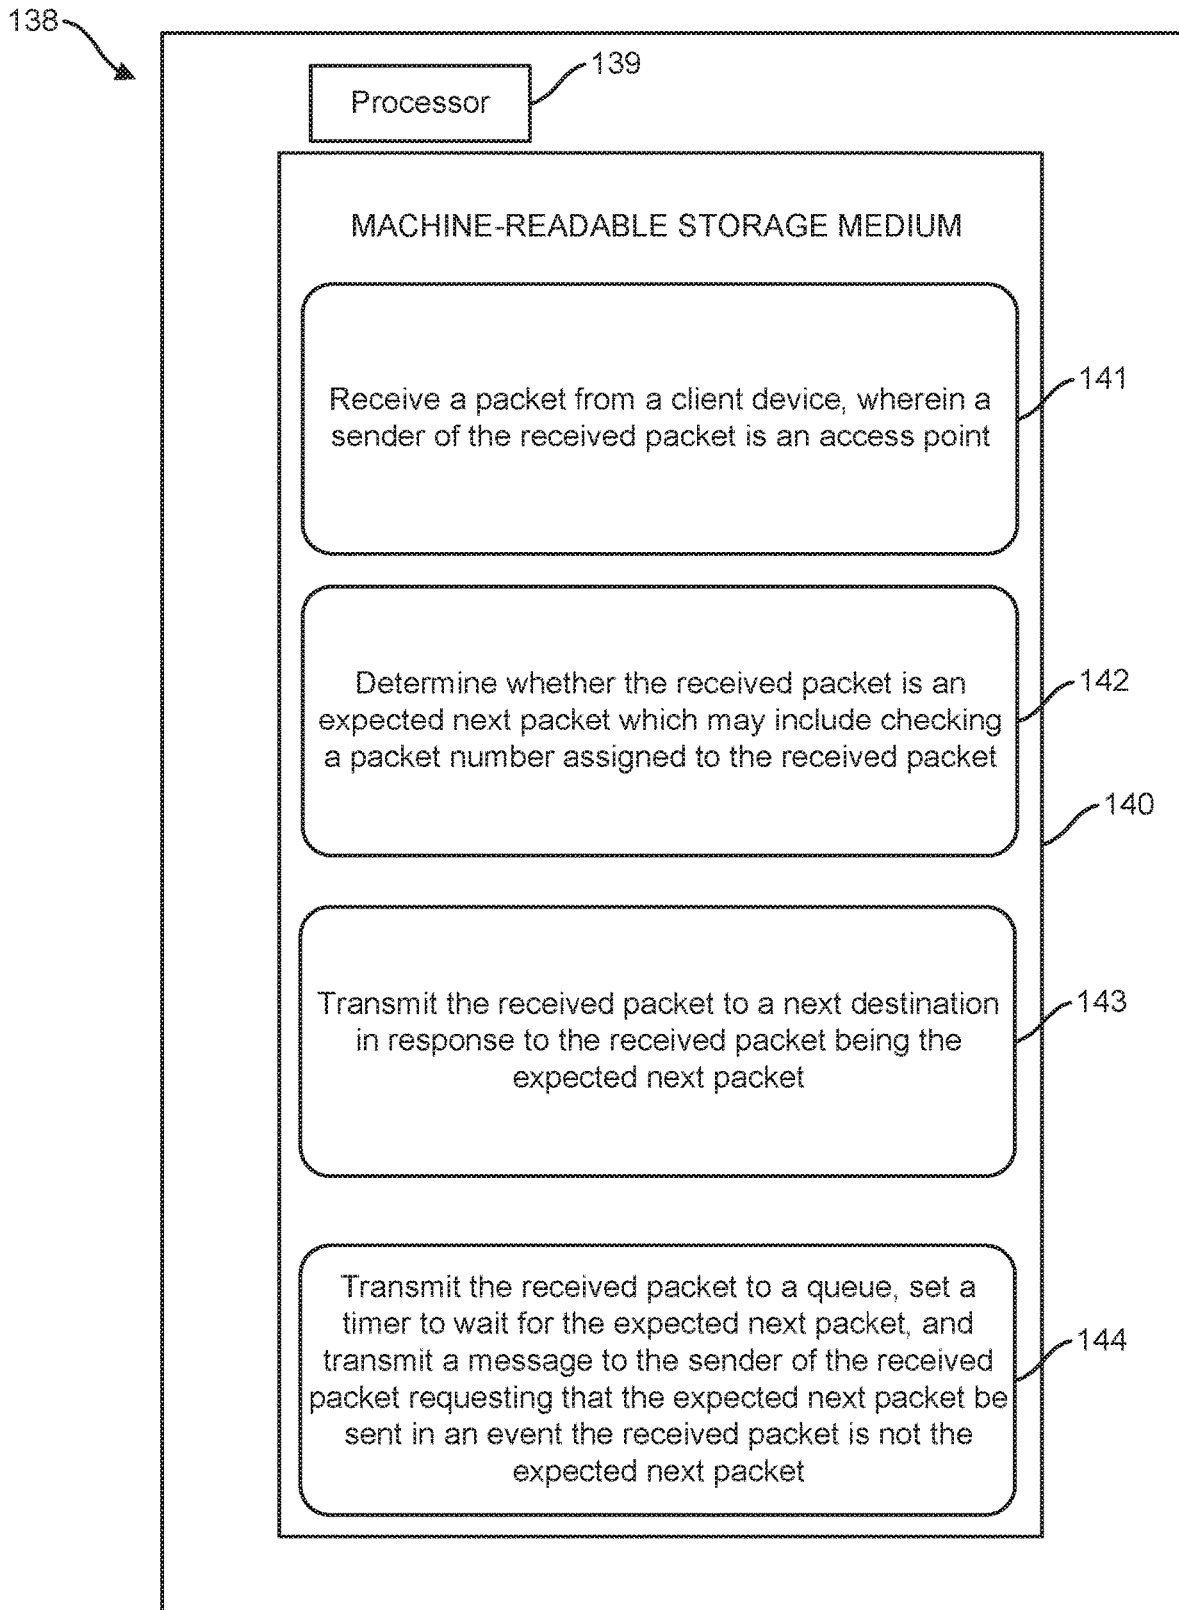 138
139
Processor
MACHINE-READABLE STORAGE MEDIUM
Receive a packet from a client device, wherein a
sender of the received packet is an access point
141
Determine whether the received packet is an
expected next packet which may include checking
a packet number assigned to the received packet
142
140
Transmit the received packet to a next destination
in response to the received packet being the
expected next packet
143
Transmit the received packet to a queue, set a
timer to wait for the expected next packet, and
transmit a message to the sender of the received
packet requesting that the expected next packet be
sent in an event the received packet is not the
expected next packet
144